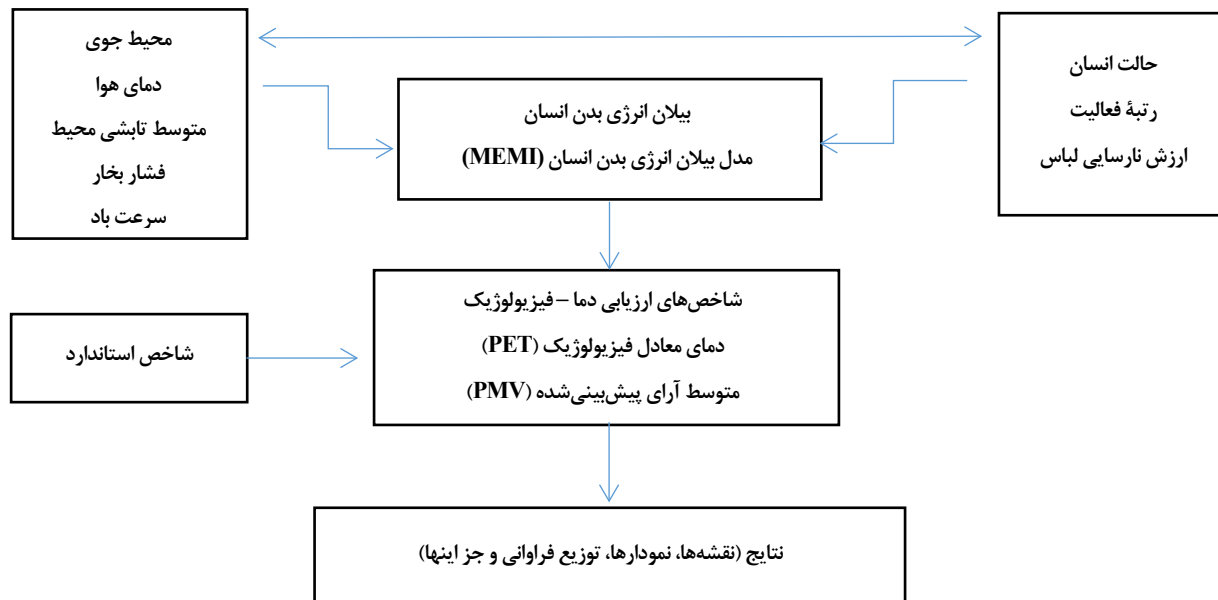 محیط جوی
دمای هوا
متوسط تابشی محیط
فشار بخار
سرعت باد
حالت انسان
رتبۀ فعالیت
ارزش نارسایی لباس
بیلان انرژی بدن انسان
مدل بیلان انرژی بدن انسان (MEMI)
شاخص‌های ارزیابی دما – فیزیولوژیک
دمای معادل فیزیولوژیک (PET)
متوسط آرای پیش‌بینی‌شده (PMV)
شاخص استاندارد
نتایج (نقشه‌ها، نمودارها، توزیع فراوانی و جز اینها)